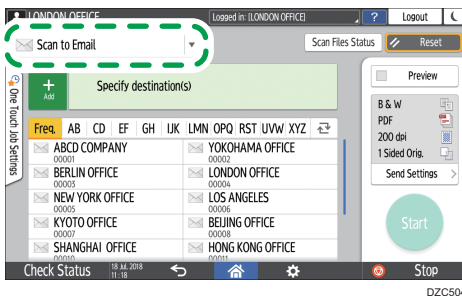 LONDON OFFICE
Logged in: [LONDON OFFICE]
?
Logout
Scan to Email
Scan Files Status
Reset
One Touch Job Settings
Add
Specify destination(s)
Preview
B & W
PDF
200 dpi
1 Sided Orig.
Send Settings
Freq. AB CD EF GH IJK LMN OPQ RST UVW XYZ
ABCD COMPANY
00001
YOKOHAMA OFFICE
00002
BERLIN OFFICE
00003
LONDON OFFICE
00004
NEW YORK OFFICE
00005
LOS ANGELES
00006
KYOTO OFFICE
00007
BEIJING OFFICE
00008
SHANGHAI OFFICE
00010
HONG KONG OFFICE
00011
Start
Check Status
18 Jul. 2018
11:18
Stop
DZC504